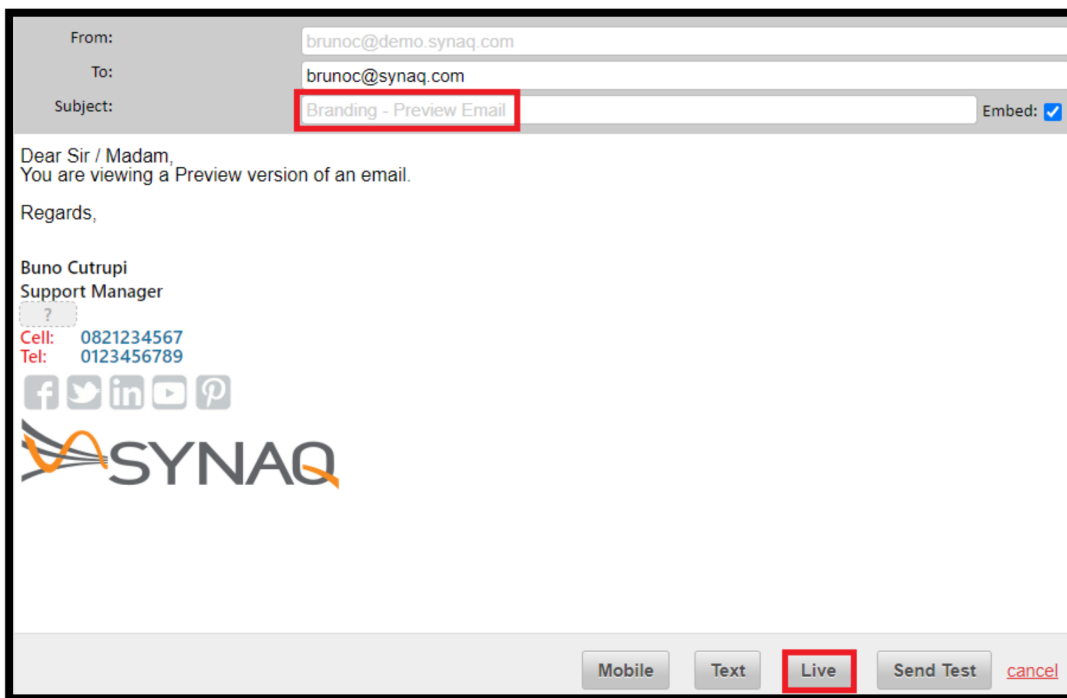 From: brunoc@demo.synaq.com
To: brunoc@synaq.com
Subject: Branding - Preview Email Embed:
Dear Sir / Madam,
You are viewing a Preview version of an email.
Regards,
Buno Cutrupi
Support Manager
?
Cell: 0821234567
Tel: 0123456789
SYNAQ
Mobile Text Live Send Test cancel